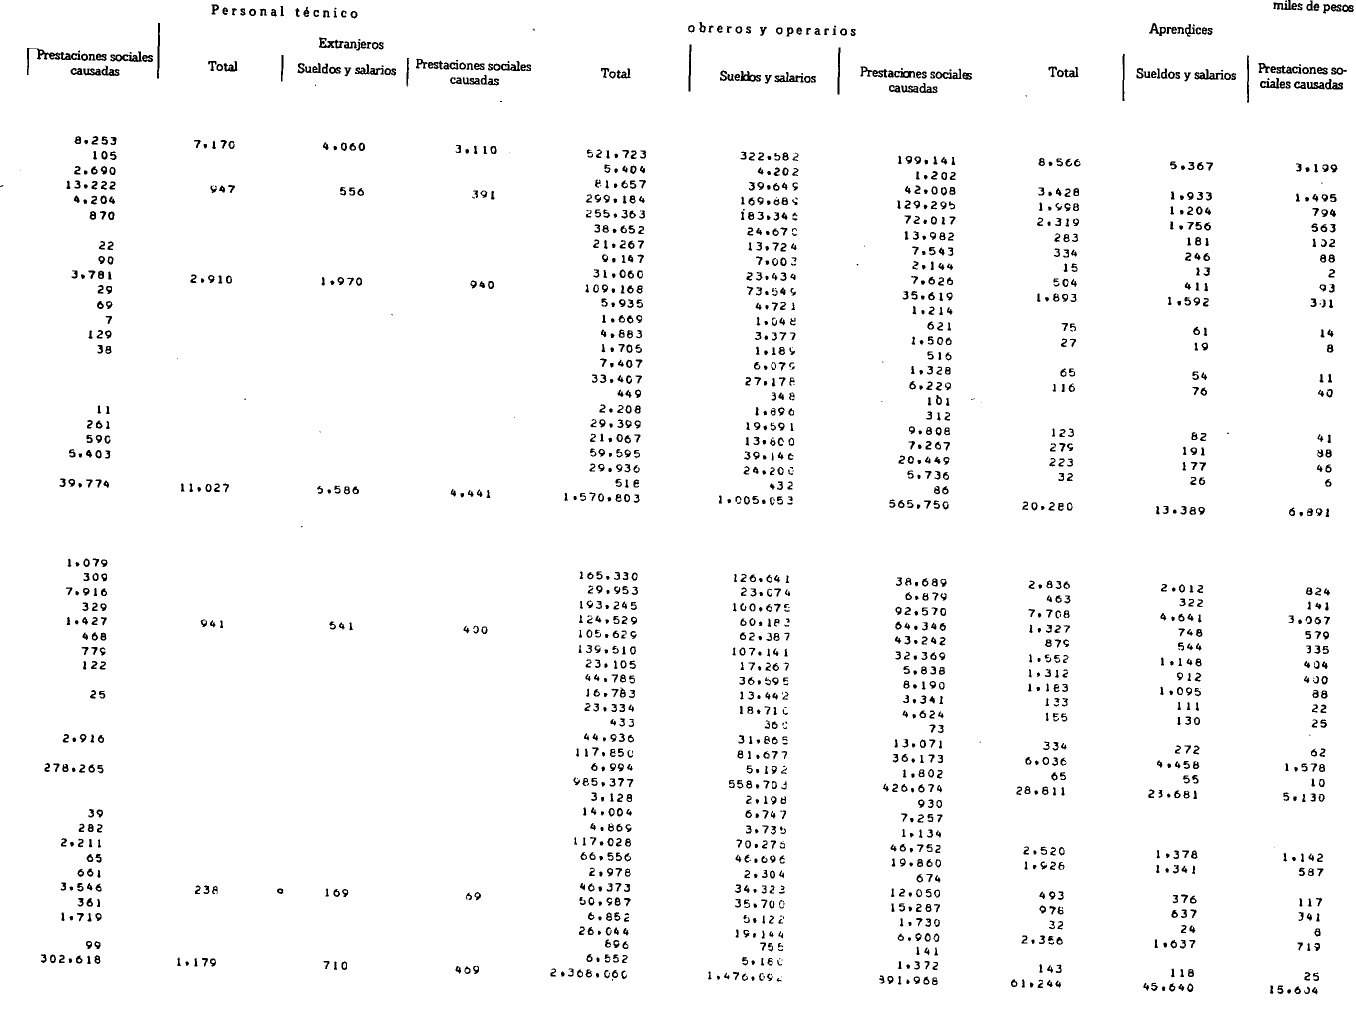 miles de pesos
Personal técnico
obreros y operarios
Aprendices
Extranjeros
Prestaciones sociales causadas Total Sueldos y salarios Prestaciones sociales causadas Total Sueldos y salarios Prestaciones sociales causadas Total Sueldos y salarios Prestaciones so-
ciales causadas
8.253 7.170 4.060 3.110 521.723 322.582 199.141 8.566 5.367 3.199
105 5.404 4.202 1.202
2.690 81.657 39.649 42.008 3.428 1.933 1.495
13.222 947 556 391 299.184 169.889 129.295 1.998 1.204 794
4.204 255.363 183.346 72.017 2.319 1.756 563
870 38.652 24.670 13.982 283 181 102
21.267 13.724 7.543 334 246 88
22 9.147 7.003 2.144 15 13 2
90 31.060 23.434 7.626 504 411 93
3.781 2.910 1.970 940 109.168 73.549 35.619 1.893 1.592 301
29 5.935 4.721 1.214
69 1.669 1.048 621 75 61 14
7 4.883 3.377 1.506 27 19 8
129 1.705 1.189 516
38 7.407 6.079 1.328 65 54 11
33.407 27.178 6.229 116 76 40
449 348 101
2.208 1.896 312
11 29.399 19.591 9.808 123 82 41
261 21.067 13.800 7.267 279 191 88
590 59.595 39.146 20.449 223 177 46
5.403 29.936 24.200 5.736 32 26 6
518 432 86
39.774 11.027 5.586 4.441 1.570.803 1.005.053 565.750 20.280 13.389 6.891
1.079 165.330 126.641 38.689 2.836 2.012 824
309 29.953 23.074 6.879 463 322 141
7.916 193.245 100.675 92.570 7.708 4.641 3.067
329 124.529 60.183 64.346 1.327 748 579
1.427 941 541 400 105.629 62.387 43.242 879 544 335
468 139.510 107.141 32.369 1.552 1.148 404
779 23.105 17.267 5.838 1.312 912 400
122 44.785 36.595 8.190 1.183 1.095 88
16.783 13.442 3.341 133 111 22
25 23.334 18.710 4.624 155 130 25
433 360 73
44.936 31.865 13.071 334 272 62
2.916 117.850 81.677 36.173 6.036 4.458 1.578
6.994 5.192 1.802 65 55 10
278.265 985.377 558.703 426.674 28.811 23.681 5.130
3.128 2.198 930
14.004 6.747 7.257
39 4.869 3.735 1.134
282 117.028 70.276 46.752 2.520 1.378 1.142
2.211 66.556 46.696 19.860 1.926 1.341 587
65 2.978 2.304 674
661 46.373 34.323 12.050 493 376 117
3.546 238 169 69 50.987 35.700 15.287 978 637 341
361 6.852 5.122 1.730 32 24 8
1.719 26.044 19.144 6.900 2.356 1.637 719
896 755 141
99 6.552 5.180 1.372 143 118 25
302.618 1.179 710 469 2.368.060 1.476.092 391.968 61.244 45.640 15.604